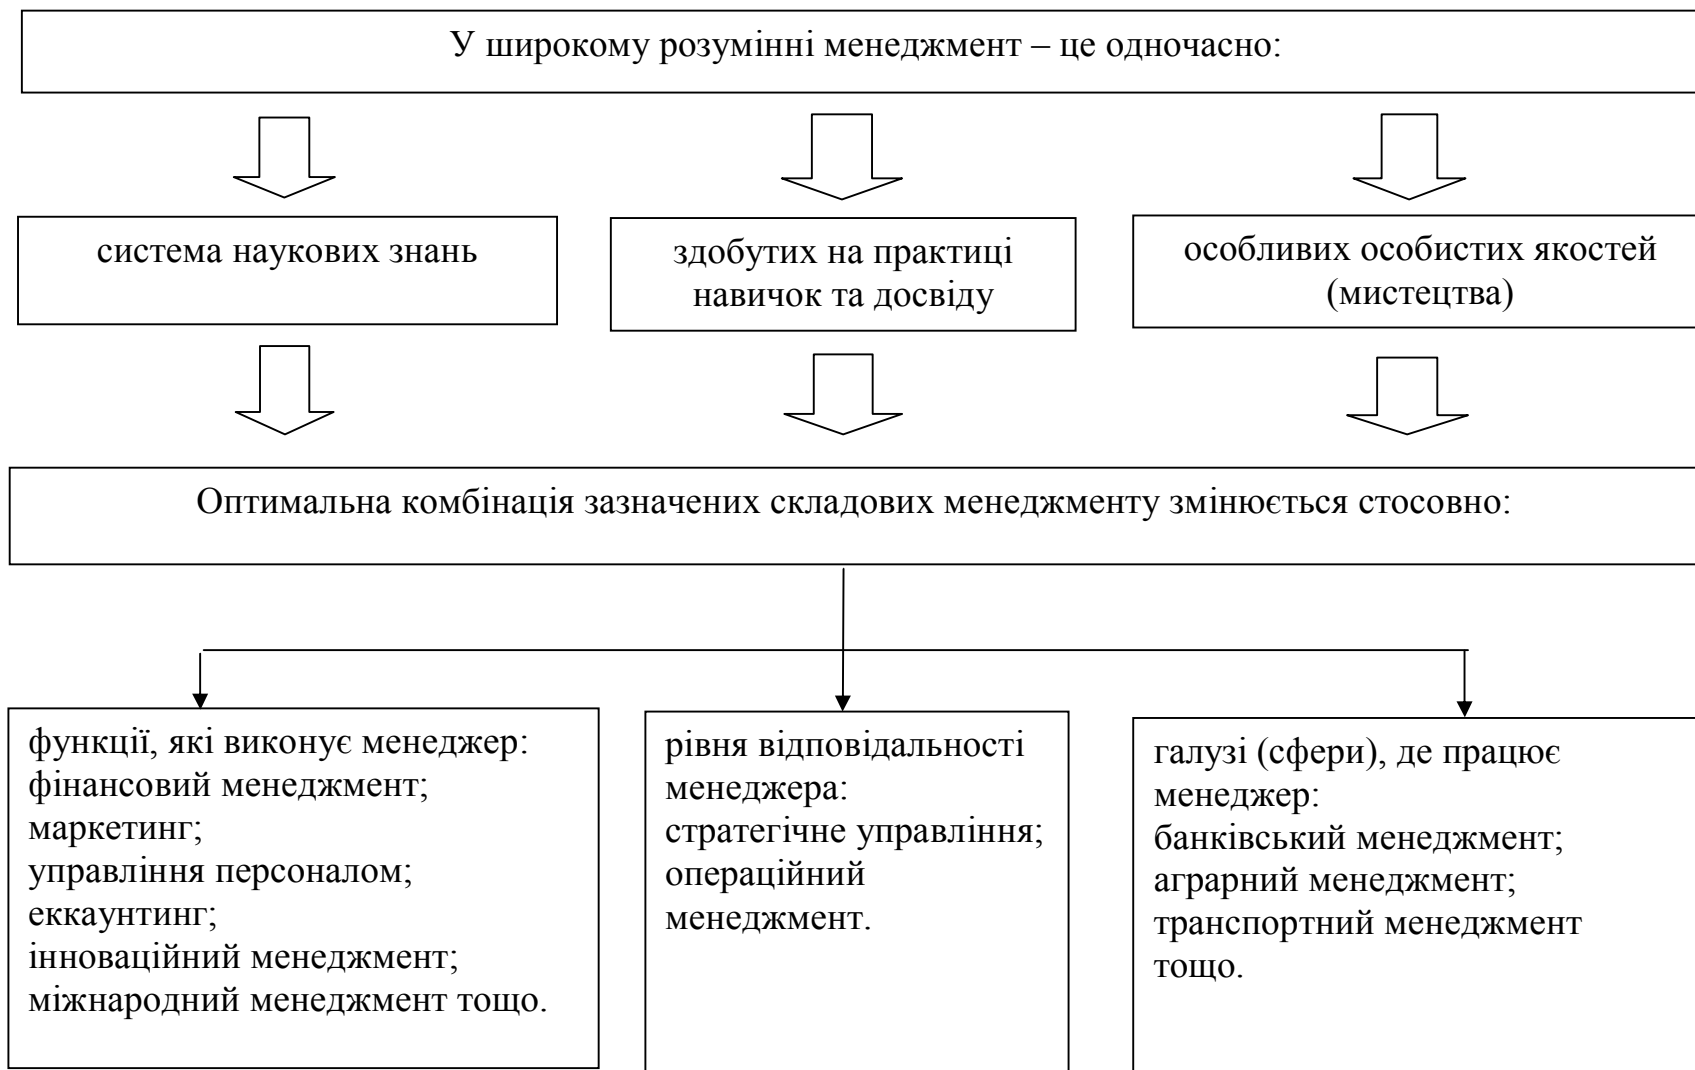 У широкому розумінні менеджмент – це одночасно:
система наукових знань
здобутих на практиці
навичок та досвіду
особливих особистих якостей
(мистецтва)
Оптимальна комбінація зазначених складових менеджменту змінюється стосовно:
функції, які виконує менеджер:
фінансовий менеджмент;
маркетинг;
управління персоналом;
еккаунтинг;
інноваційний менеджмент;
міжнародний менеджмент тощо.
рівня відповідальності
менеджера:
стратегічне управління;
операційний
менеджмент.
галузі (сфери), де працює
менеджер:
банківський менеджмент;
аграрний менеджмент;
транспортний менеджмент
тощо.